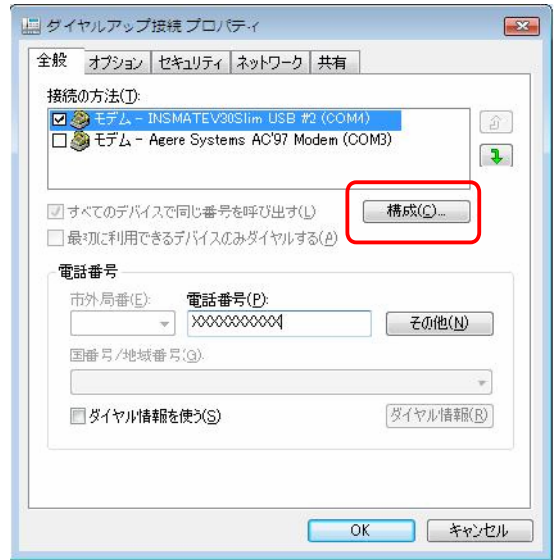 ダイヤルアップ接続 プロパティ
全般 オプション セキュリティ ネットワーク 共有
接続の方法(T):
モデム - INSMATEV30Slim USB #2 (COM4)
モデム - Agere Systems AC'97 Modem (COM3)
すべてのデバイスで同じ番号を呼び出す(L) 構成(C)...
最初に利用できるデバイスのみダイヤルする(A)
電話番号
市外局番(E): 電話番号(P):
XXXXXXXXXXX その他(N)
国番号/地域番号(G):
ダイヤル情報を使う(S) ダイヤル情報(R)
OK キャンセル